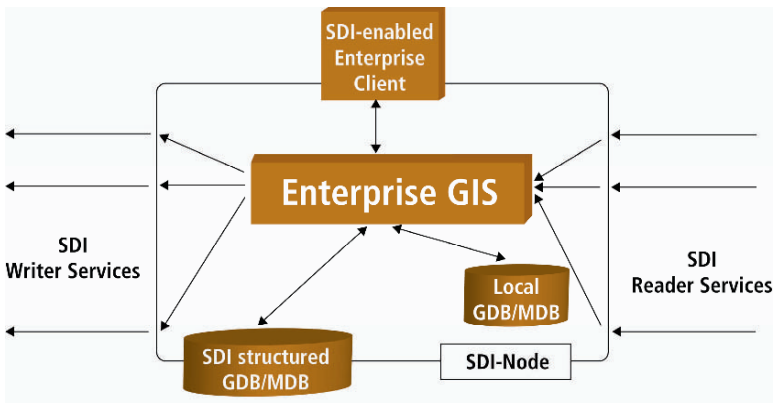 SDI-enabled
Enterprise
Client
Enterprise GIS
SDI
Writer Services
SDI
Reader Services
Local
GDB/MDB
SDI structured
GDB/MDB
SDI-Node